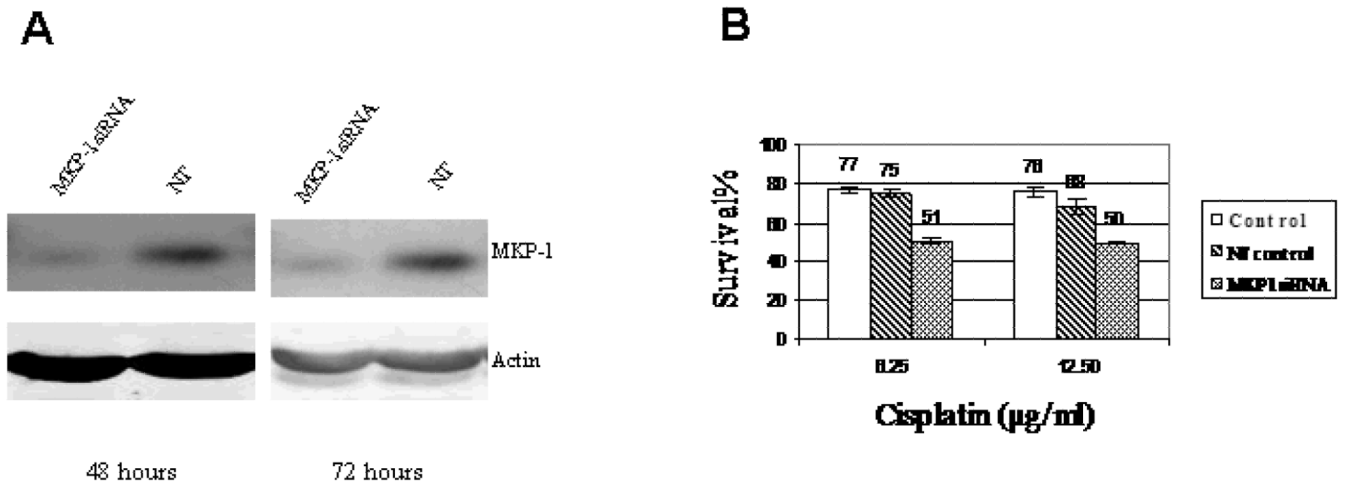 A
MKP-1siRNA
NT
MKP-1siRNA
NT
MKP-1
Actin
48 hours
72 hours
B
Survival%
100
80
60
40
20
0
77
75
51
76
68
50
6.25
12.50
Cisplatin (µg/ml)
Control
NT control
MKP1siRNA